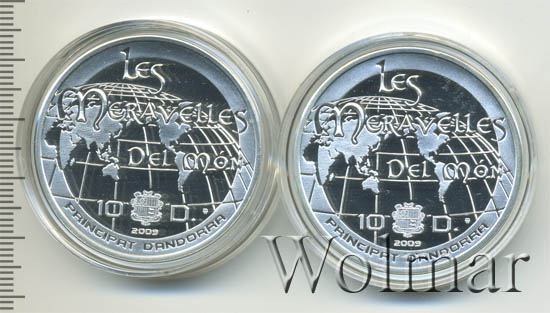 Les
Meravelles
Del Món
10 D.
2009
PRINCIPAT D'ANDORRA
Les
Meravelles
Del Món
10 D.
2009
PRINCIPAT D'ANDORRA
Wolmar